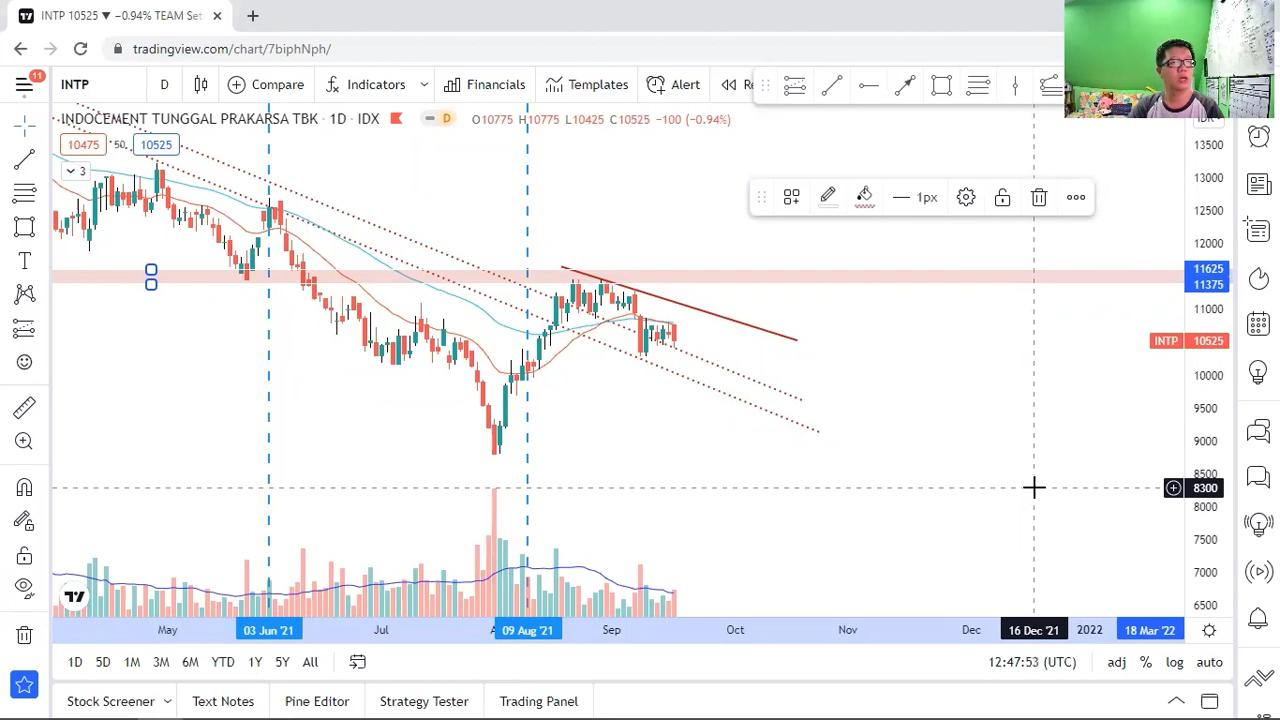 INTP 10525 ▼ −0.94% TEAM Set
tradingview.com/chart/7biphNph/
11
INTP
D
Compare
Indicators
Financials
Templates
Alert
Re
INDOCEMENT TUNGGAL PRAKARSA TBK · 1D · IDX
D
O10775 H10775 L10425 C10525 −100 (−0.94%)
10475
50
10525
3
1px
13500
13000
12500
12000
11625
11375
11000
INTP
10525
10000
9500
9000
8500
8300
8000
7500
7000
6500
May
03 Jun '21
Jul
09 Aug '21
Sep
Oct
Nov
Dec
16 Dec '21
2022
18 Mar '22
1D
5D
1M
3M
6M
YTD
1Y
5Y
All
12:47:53 (UTC)
adj
%
log
auto
Stock Screener
Text Notes
Pine Editor
Strategy Tester
Trading Panel